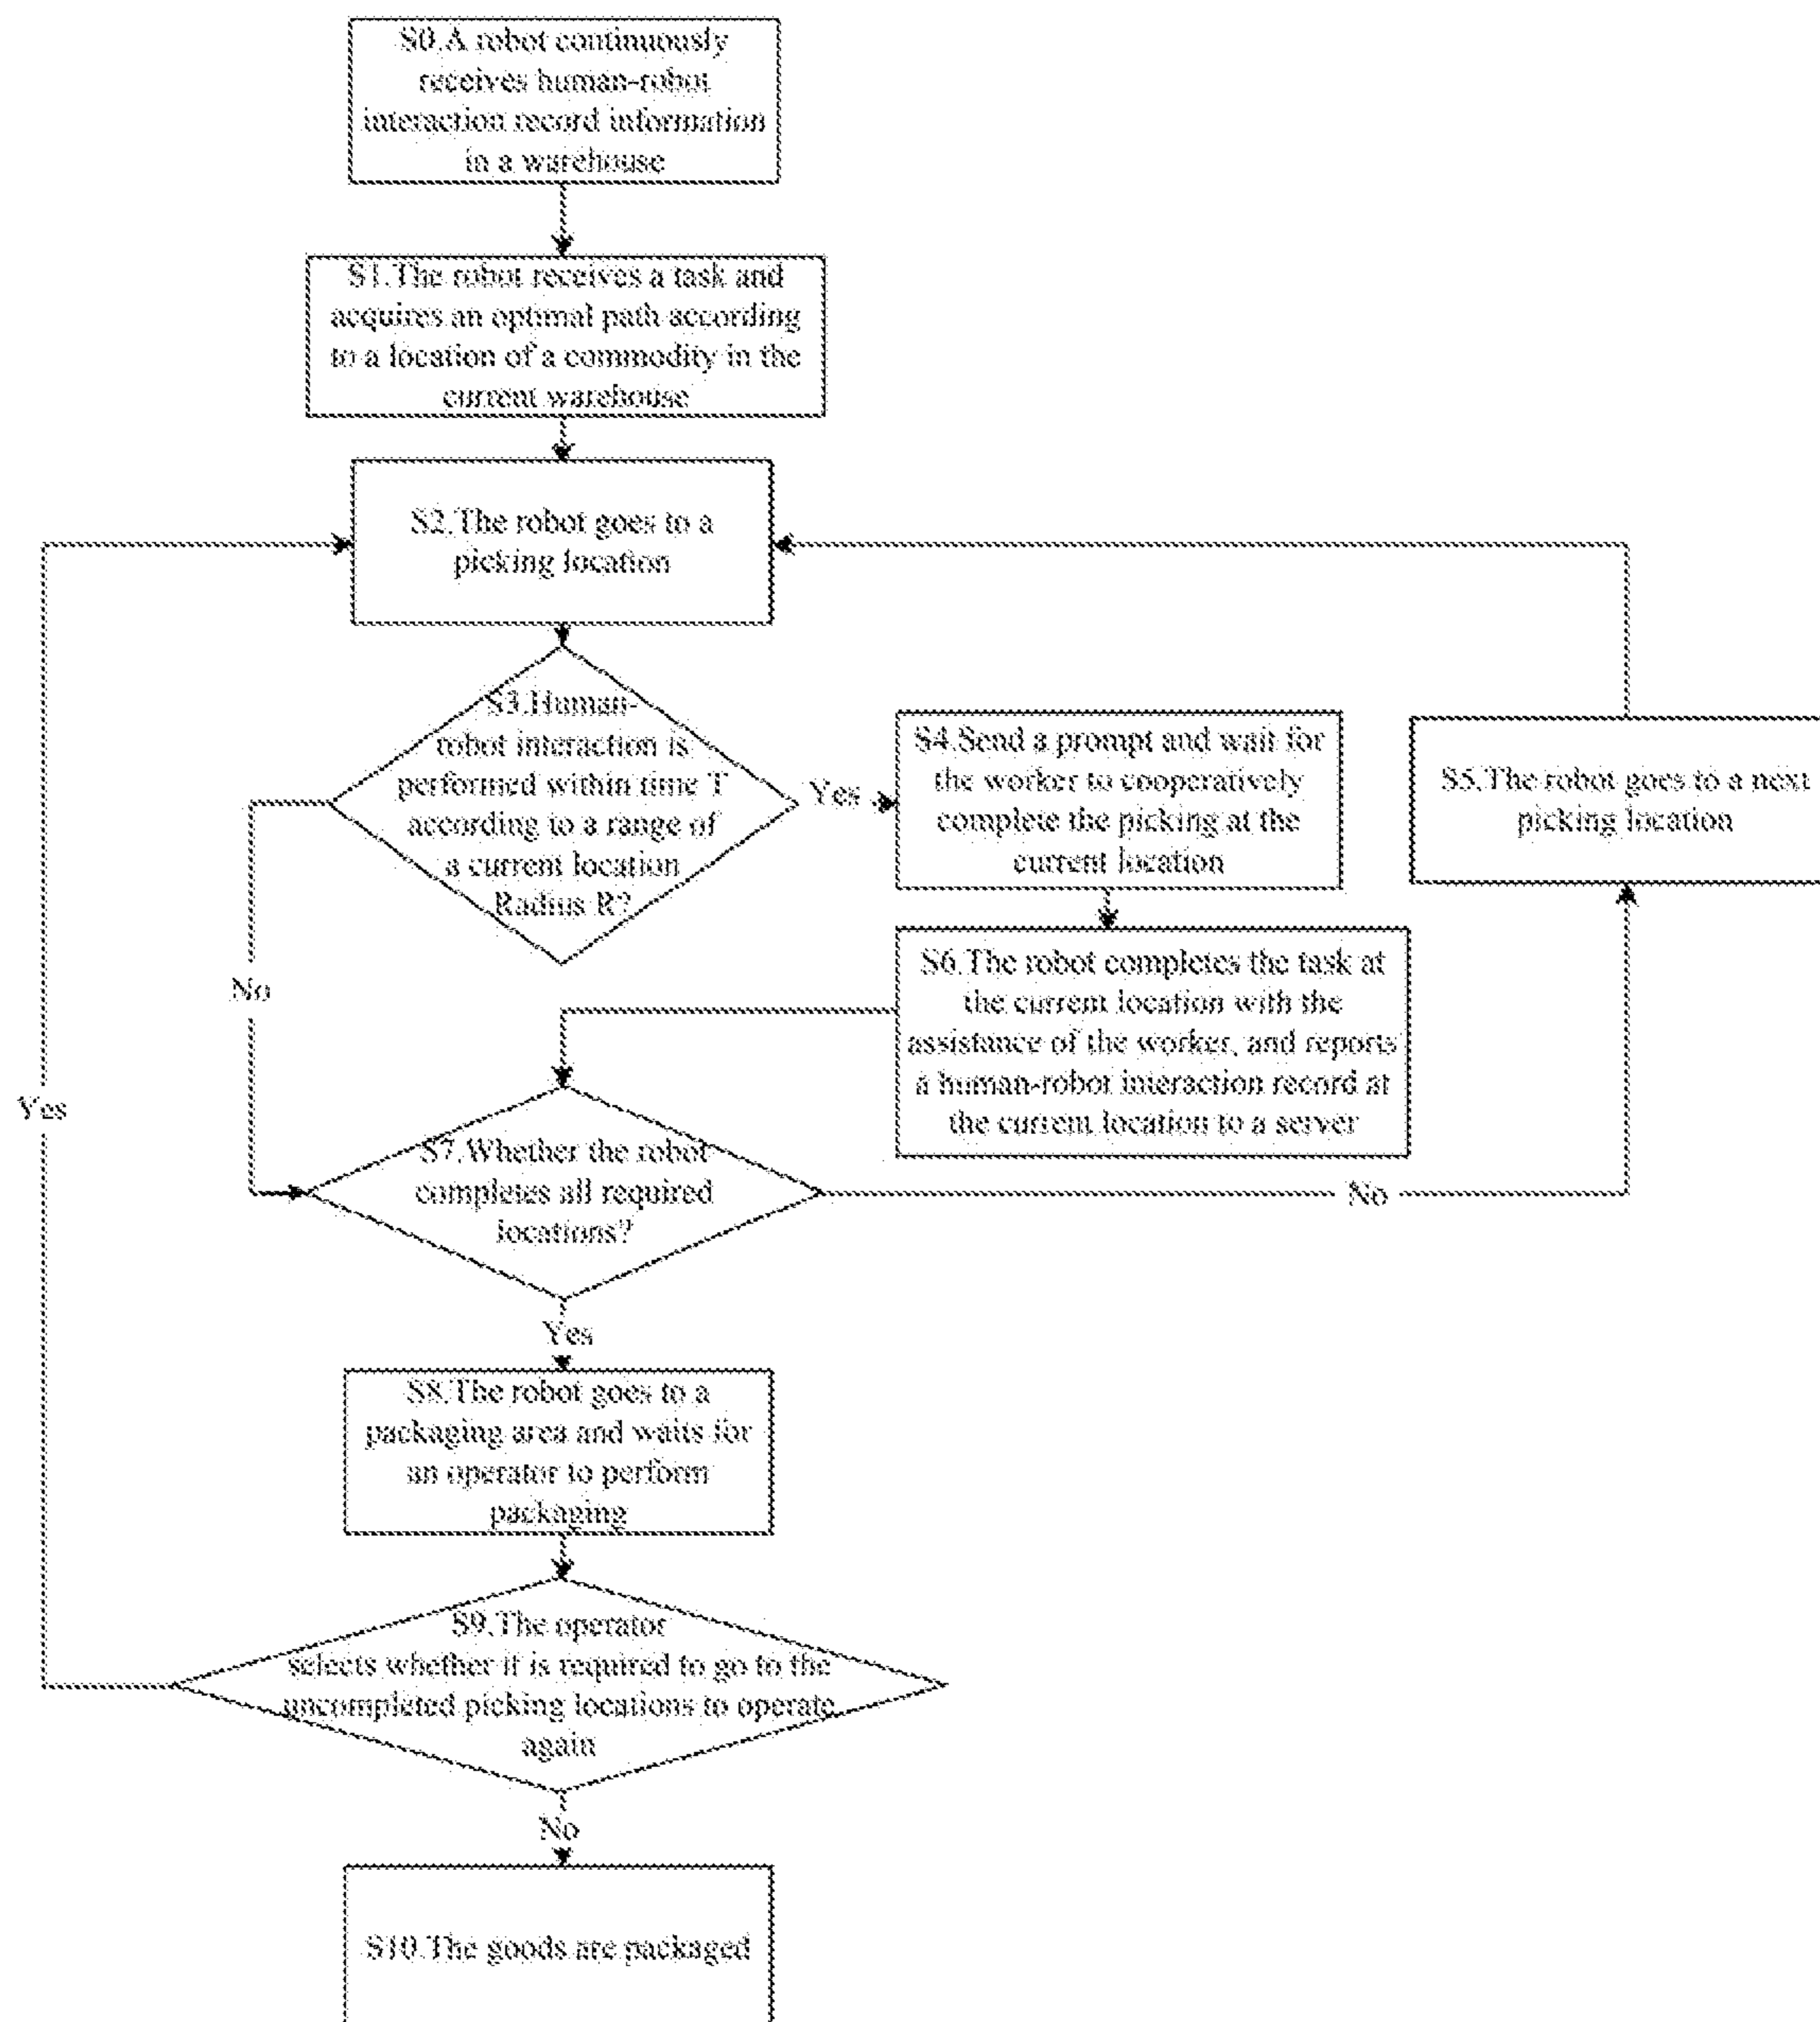 S0.A robot continuously
receives human-robot
interaction record information
in a warehouse
S1.The robot receives a task and
acquires an optimal path according
to a location of a commodity in the
current warehouse
S2.The robot goes to a
picking location
S3.Human-
robot interaction is
performed within time T
according to a range of
a current location
Radius R?
Yes
S4.Send a prompt and wait for
the worker to cooperatively
complete the picking at the
current location
S5.The robot goes to a next
picking location
No
S6.The robot completes the task at
the current location with the
assistance of the worker, and reports
a human-robot interaction record at
the current location to a server
Yes
S7.Whether the robot
completes all required
locations?
No
Yes
S8.The robot goes to a
packaging area and waits for
an operator to perform
packaging
S9.The operator
selects whether it is required to go to the
uncompleted picking locations to operate
again
No
S10.The goods are packaged